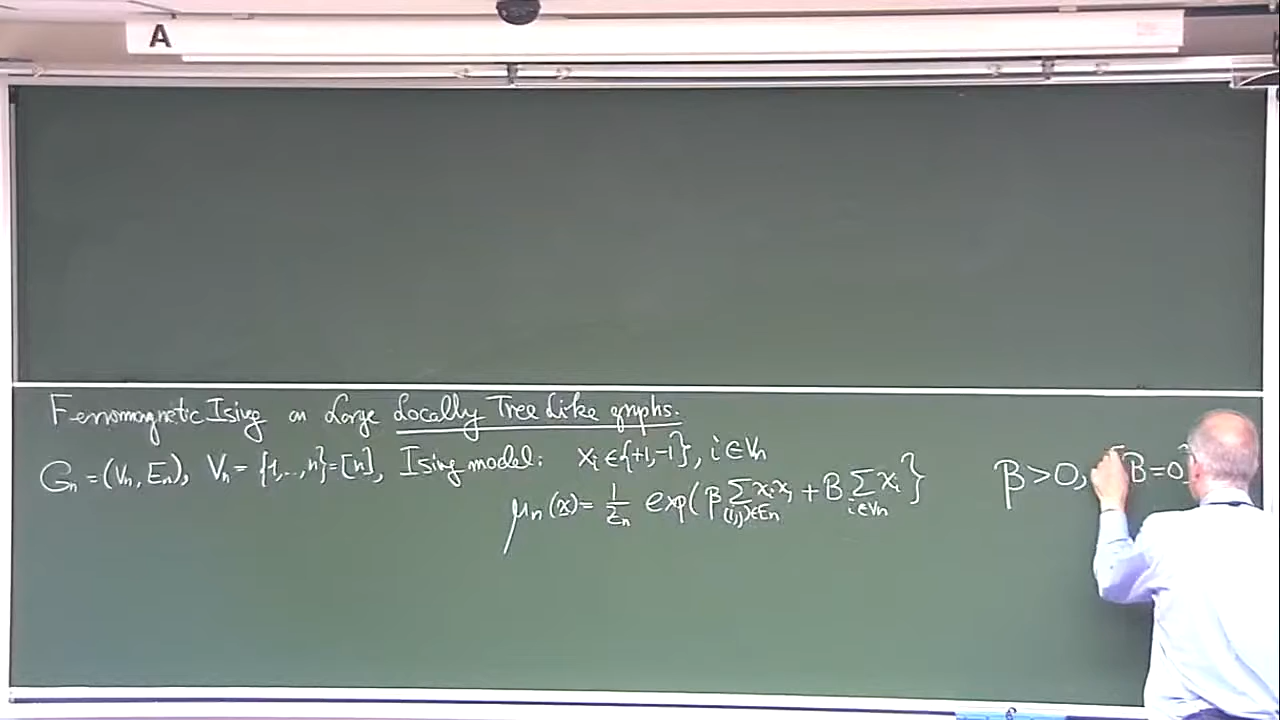 A
Ferromagnetic Ising on Large Locally Tree Like graphs.
Gₙ = (Vₙ, Eₙ), Vₙ = {1,...,n} = [n], Ising model: xᵢ ∈ {+1,-1}, i ∈ Vₙ
μₙ(x) = 1/Zₙ exp( β ∑_{(i,j)∈Eₙ} xᵢxⱼ + B ∑_{i∈Vₙ} xᵢ } β > 0, [B = 0]